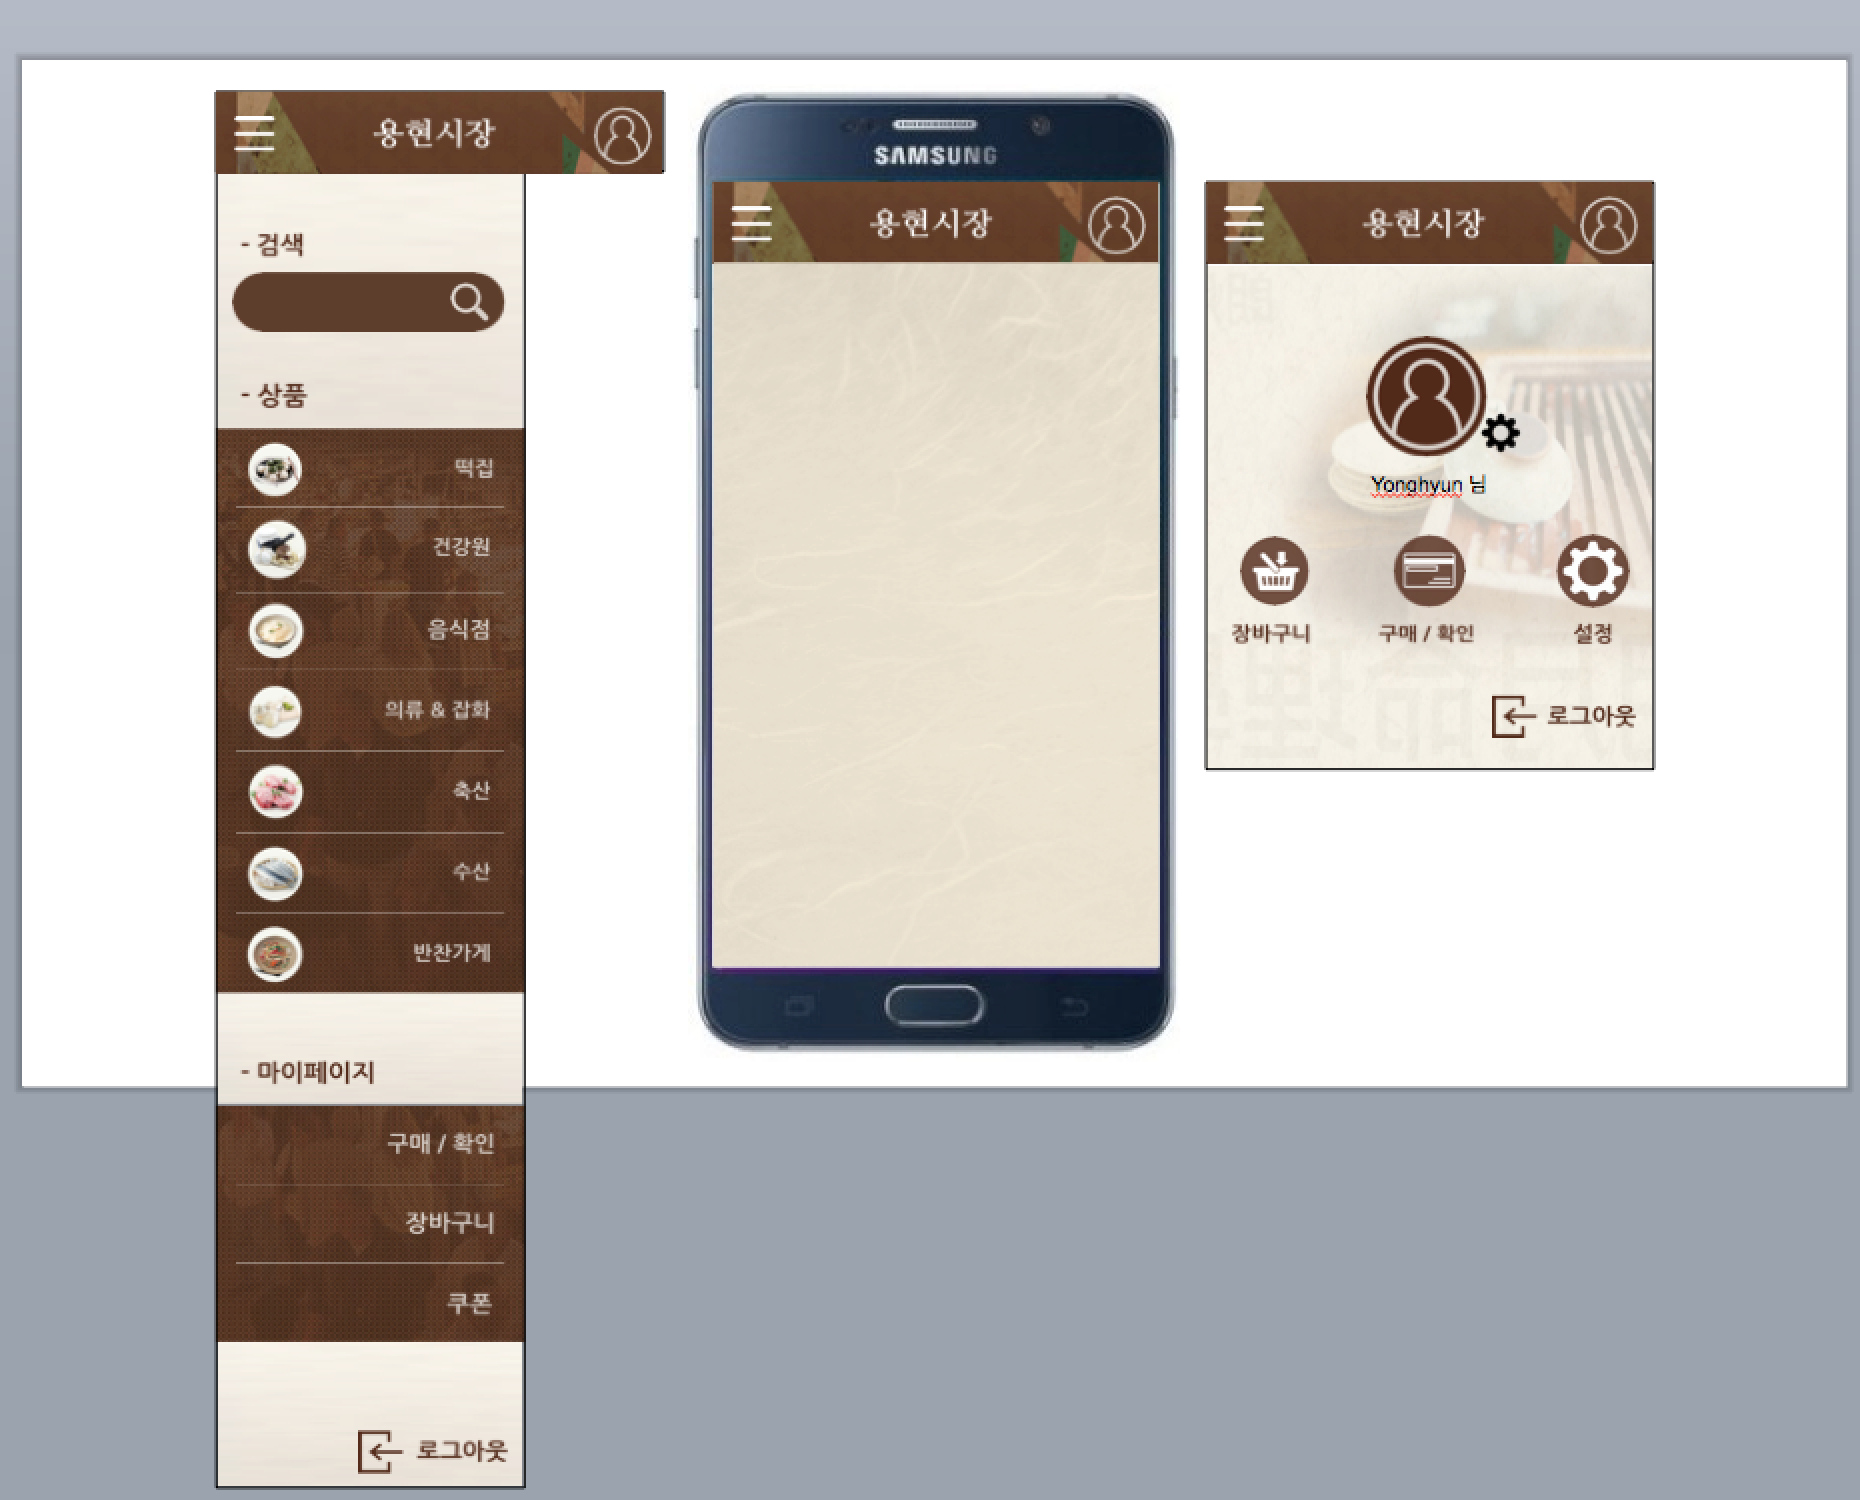 용현시장
- 검색
- 상품
떡집
건강원
음식점
의류 & 잡화
축산
수산
반찬가게
- 마이페이지
구매 / 확인
장바구니
쿠폰
로그아웃
SAMSUNG
용현시장
용현시장
Yonghyun 님
장바구니
구매 / 확인
설정
로그아웃